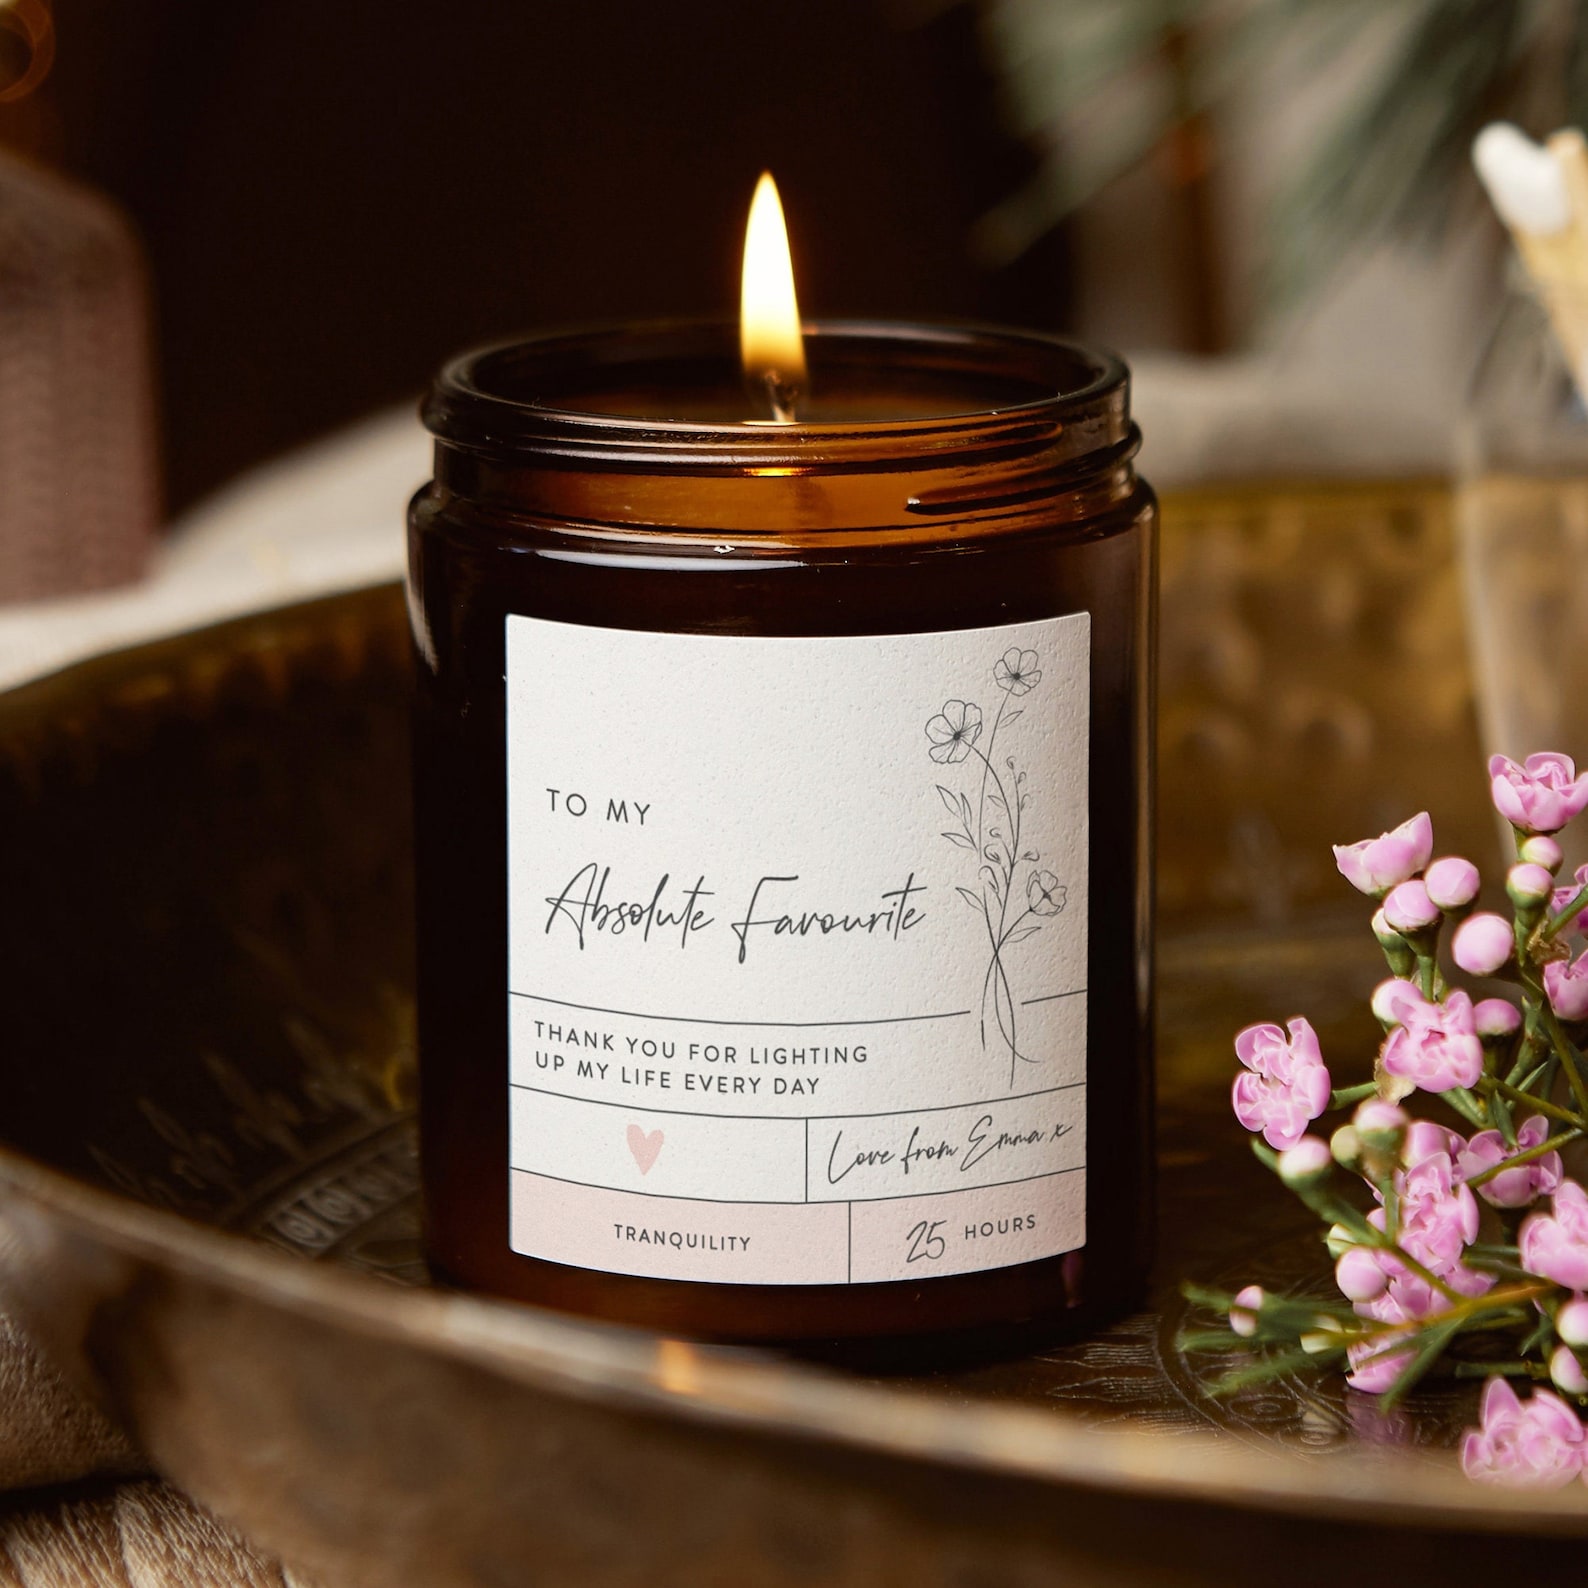 TO MY
Absolute Favourite
THANK YOU FOR LIGHTING
UP MY LIFE EVERY DAY
Love from Emma x
TRANQUILITY
25 HOURS